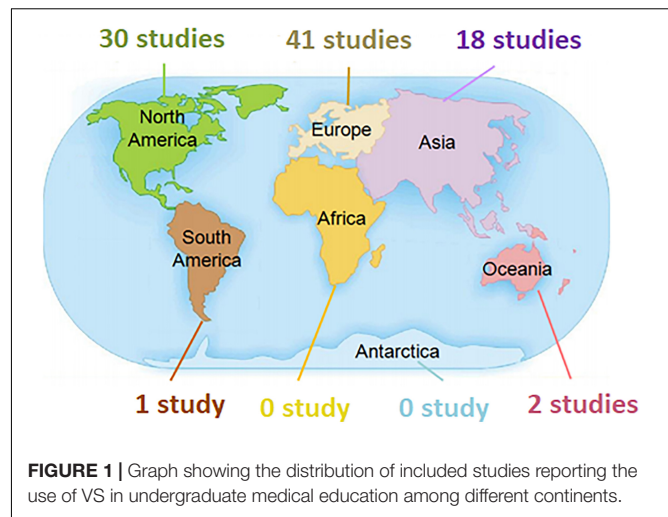 30 studies 41 studies 18 studies
North
America
Europe
Asia
Africa
South
America
Oceania
Antarctica
1 study 0 study 0 study 2 studies
FIGURE 1 | Graph showing the distribution of included studies reporting the
use of VS in undergraduate medical education among different continents.